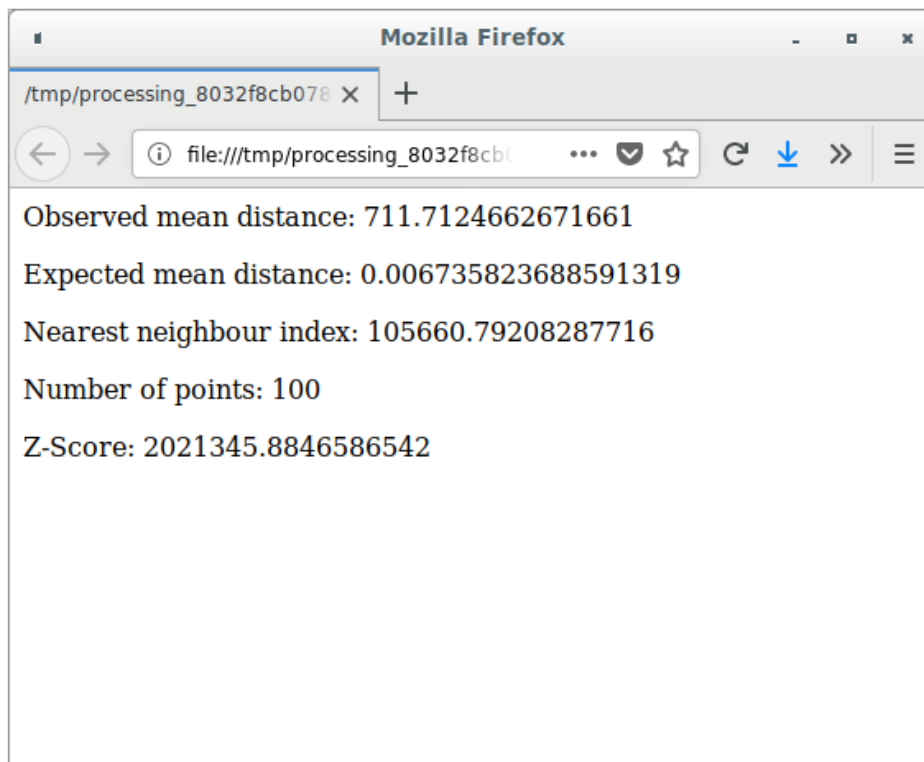 Mozilla Firefox
/tmp/processing_8032f8cb078
file:///tmp/processing_8032f8cb
Observed mean distance: 711.7124662671661
Expected mean distance: 0.006735823688591319
Nearest neighbour index: 105660.79208287716
Number of points: 100
Z-Score: 2021345.8846586542